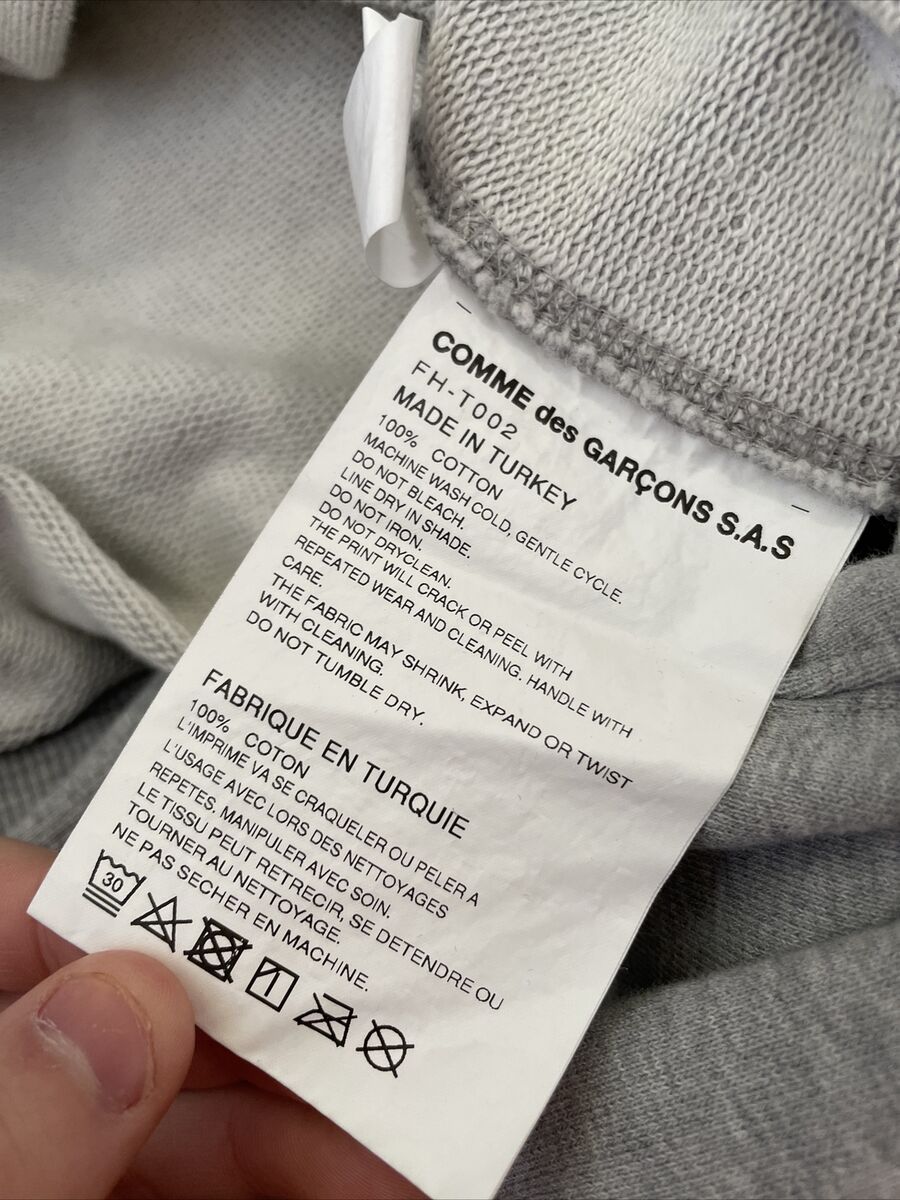 COMME des GARÇONS S.A.S
FH-T002
MADE IN TURKEY
100% COTTON
MACHINE WASH COLD, GENTLE CYCLE.
DO NOT BLEACH.
LINE DRY IN SHADE.
DO NOT IRON.
DO NOT DRYCLEAN.
THE PRINT WILL CRACK OR PEEL WITH
REPEATED WEAR AND CLEANING. HANDLE WITH
CARE.
THE FABRIC MAY SHRINK, EXPAND OR TWIST
WITH CLEANING.
DO NOT TUMBLE DRY.
FABRIQUE EN TURQUIE
100% COTON
L'IMPRIME VA SE CRAQUELER OU PELER A
L'USAGE AVEC LORS DES NETTOYAGES
REPETES, MANIPULER AVEC SOIN.
LE TISSU PEUT RETRECIR, SE DETENDRE OU
TOURNER AU NETTOYAGE.
NE PAS SECHER EN MACHINE.
30